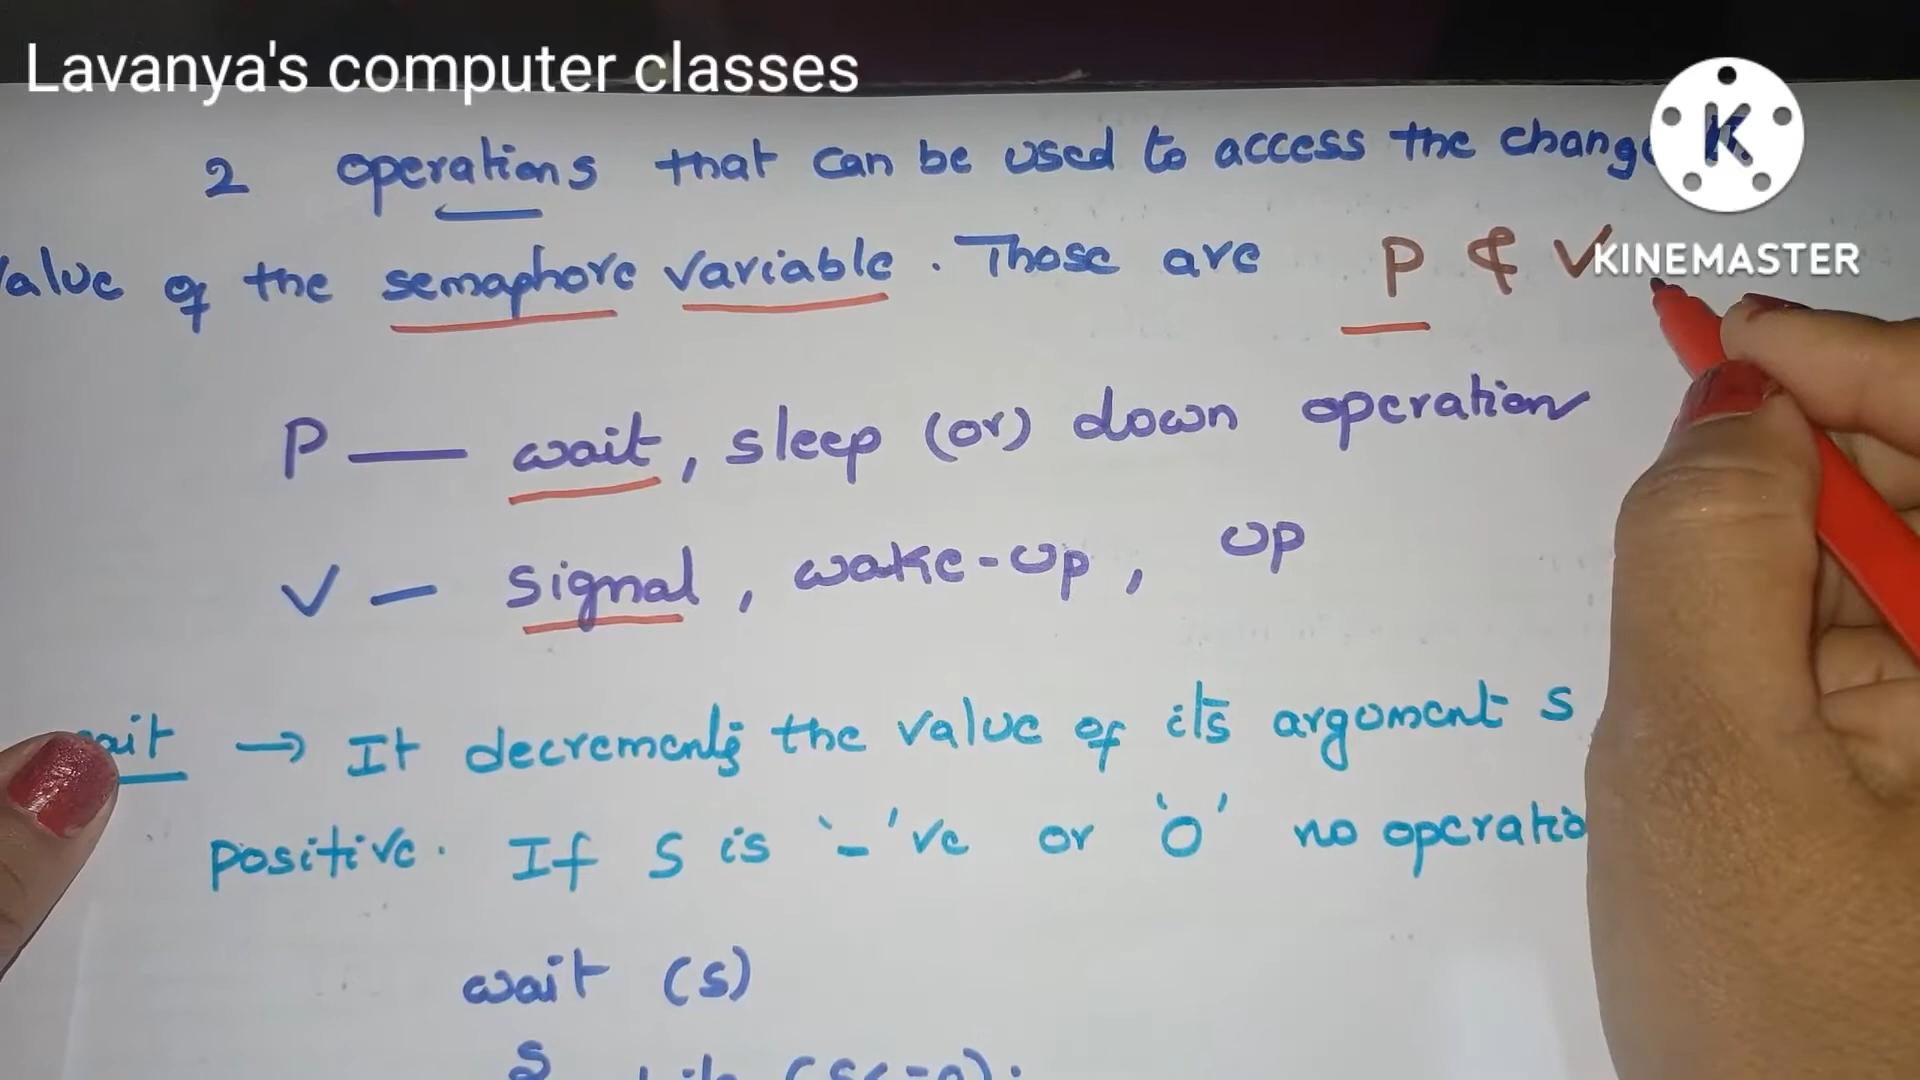 Lavanya's computer classes
2 operations that can be used to access the change
K
value of the semaphore variable. Those are P & V
KINEMASTER
P — wait, sleep (or) down operation
V — signal, wake-up, up
wait → It decrements the value of its argument S
positive. If S is '-'ve or '0' no operatio
wait (s)